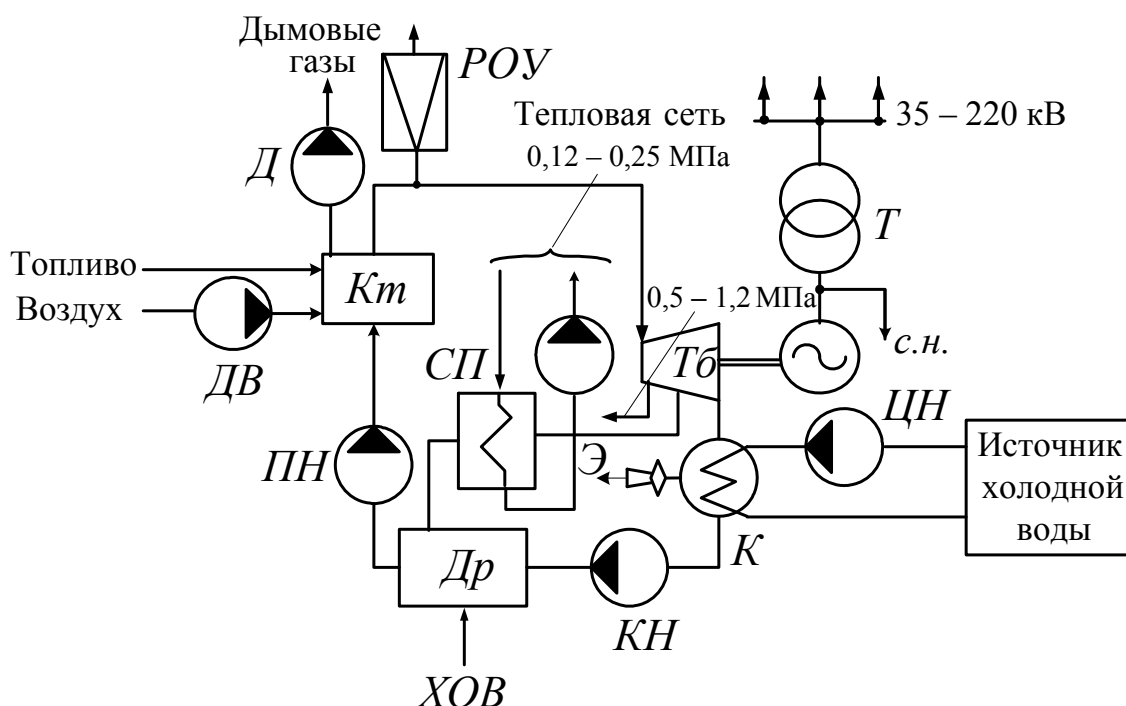 Дымовые
газы
РОУ
Тепловая сеть
0,12 – 0,25 МПа
35 – 220 кВ
Д
Т
Топливо
Воздух
Кт
ДВ
0,5 – 1,2 МПа
с.н.
СП
Тб
ЦН
ПН
Э
Источник
холодной
воды
К
Др
КН
ХОВ